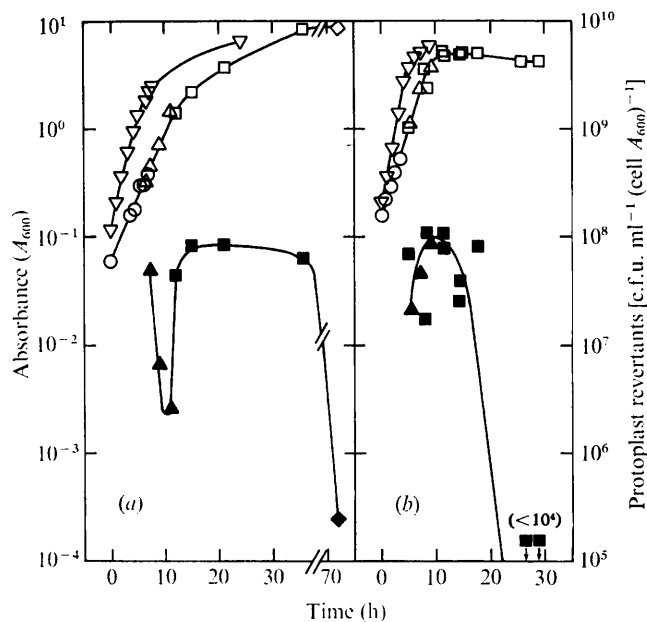 10¹
10⁰
10⁻¹
10⁻²
10⁻³
10⁻⁴
Absorbance (A₆₀₀)
(a)
0 10 20 30 40 70
(b)
(<10⁴)
0 10 20 30
10¹⁰
10⁹
10⁸
10⁷
10⁶
10⁵
Protoplast revertants [c.f.u. ml⁻¹ (cell A₆₀₀)⁻¹]
Time (h)